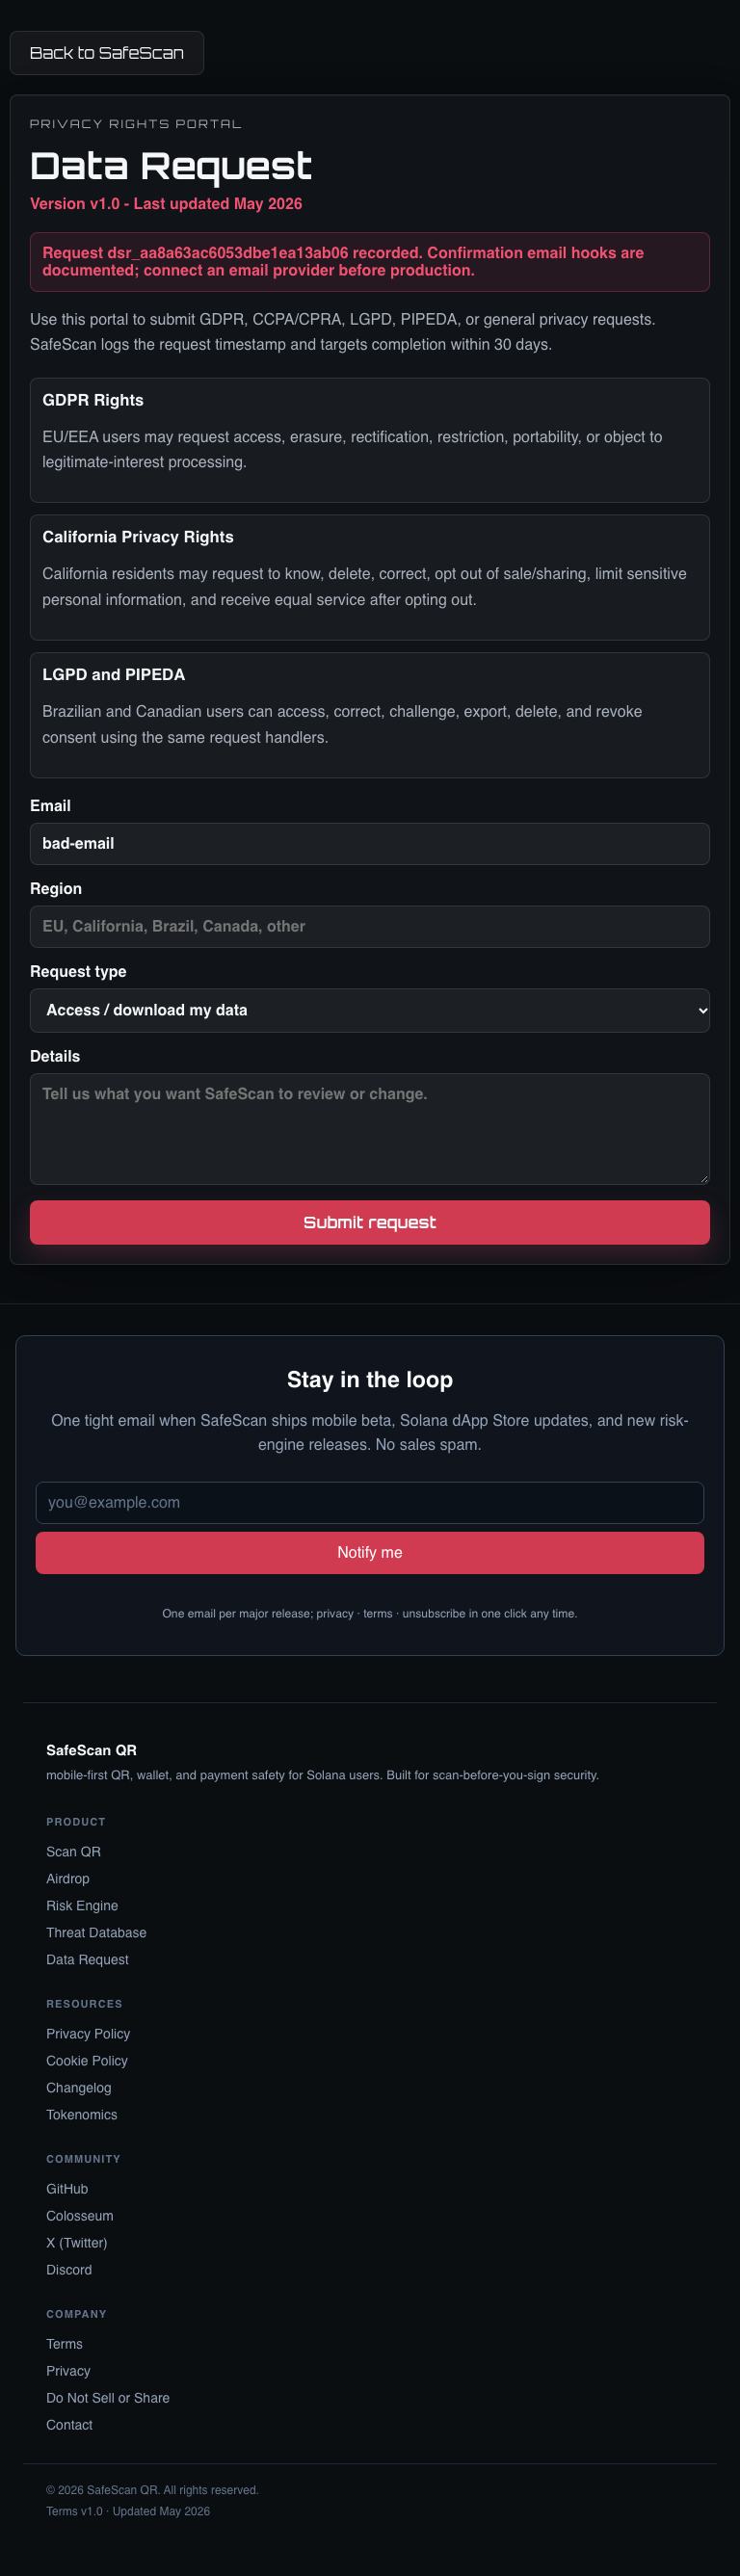 Back to SafeScan
PRIVACY RIGHTS PORTAL
Data Request
Version v1.0 - Last updated May 2026
Request dsr_aa8a63ac6053dbe1ea13ab06 recorded. Confirmation email hooks are
documented; connect an email provider before production.
Use this portal to submit GDPR, CCPA/CPRA, LGPD, PIPEDA, or general privacy requests.
SafeScan logs the request timestamp and targets completion within 30 days.
GDPR Rights
EU/EEA users may request access, erasure, rectification, restriction, portability, or object to
legitimate-interest processing.
California Privacy Rights
California residents may request to know, delete, correct, opt out of sale/sharing, limit sensitive
personal information, and receive equal service after opting out.
LGPD and PIPEDA
Brazilian and Canadian users can access, correct, challenge, export, delete, and revoke
consent using the same request handlers.
Email
bad-email
Region
EU, California, Brazil, Canada, other
Request type
Access / download my data
Details
Tell us what you want SafeScan to review or change.
Submit request
Stay in the loop
One tight email when SafeScan ships mobile beta, Solana dApp Store updates, and new risk-
engine releases. No sales spam.
you@example.com
Notify me
One email per major release; privacy · terms · unsubscribe in one click any time.
SafeScan QR
mobile-first QR, wallet, and payment safety for Solana users. Built for scan-before-you-sign security.
PRODUCT
Scan QR
Airdrop
Risk Engine
Threat Database
Data Request
RESOURCES
Privacy Policy
Cookie Policy
Changelog
Tokenomics
COMMUNITY
GitHub
Colosseum
X (Twitter)
Discord
COMPANY
Terms
Privacy
Do Not Sell or Share
Contact
© 2026 SafeScan QR. All rights reserved.
Terms v1.0 · Updated May 2026